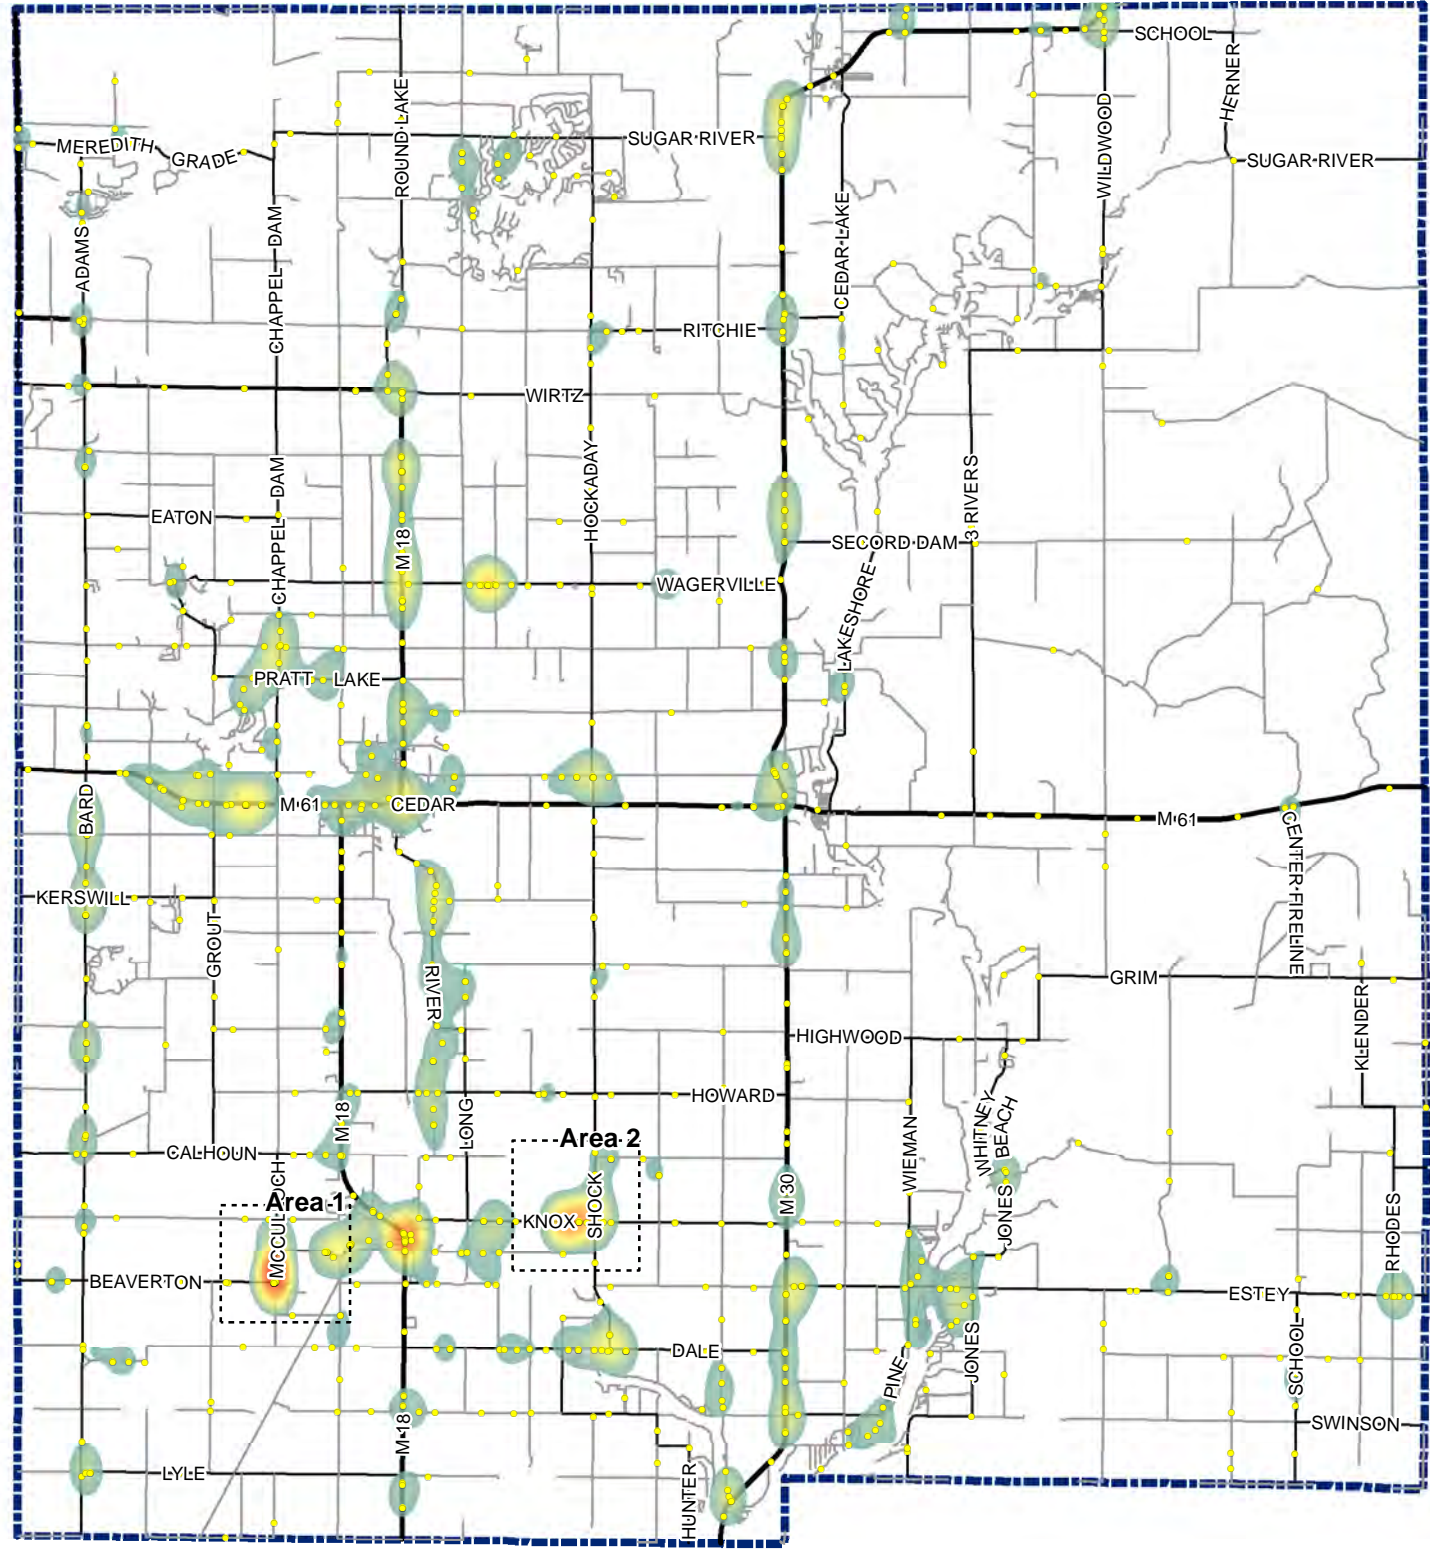 SCHOOL
HERNER
ROUND LAKE
WILDWOOD
SUGAR RIVER
MEREDITH GRADE
SUGAR RIVER
ADAMS
CHAPPEL DAM
CEDAR LAKE
RITCHIE
WIRTZ
HOCKADAY
CHAPPEL DAM
3 RIVERS
EATON
M 18
SECORD DAM
WAGERVILLE
LAKESHORE
PRATT LAKE
BARD
M 61
CEDAR
M 61
CENTER FIRELINE
KERSWILL
GROUT
RIVER
GRIM
KLENDER
HIGHWOOD
HOWARD
WHITNEY BEACH
M 18
LONG
Area 2
CALHOUN
WIEMAN
SHOCK
M 30
JONES
RHODES
Area 1
MCCULLOCH
KNOX
BEAVERTON
ESTEY
DALE
JONES
SCHOOL
PINE
M 18
SWINSON
LYLE
HUNTER